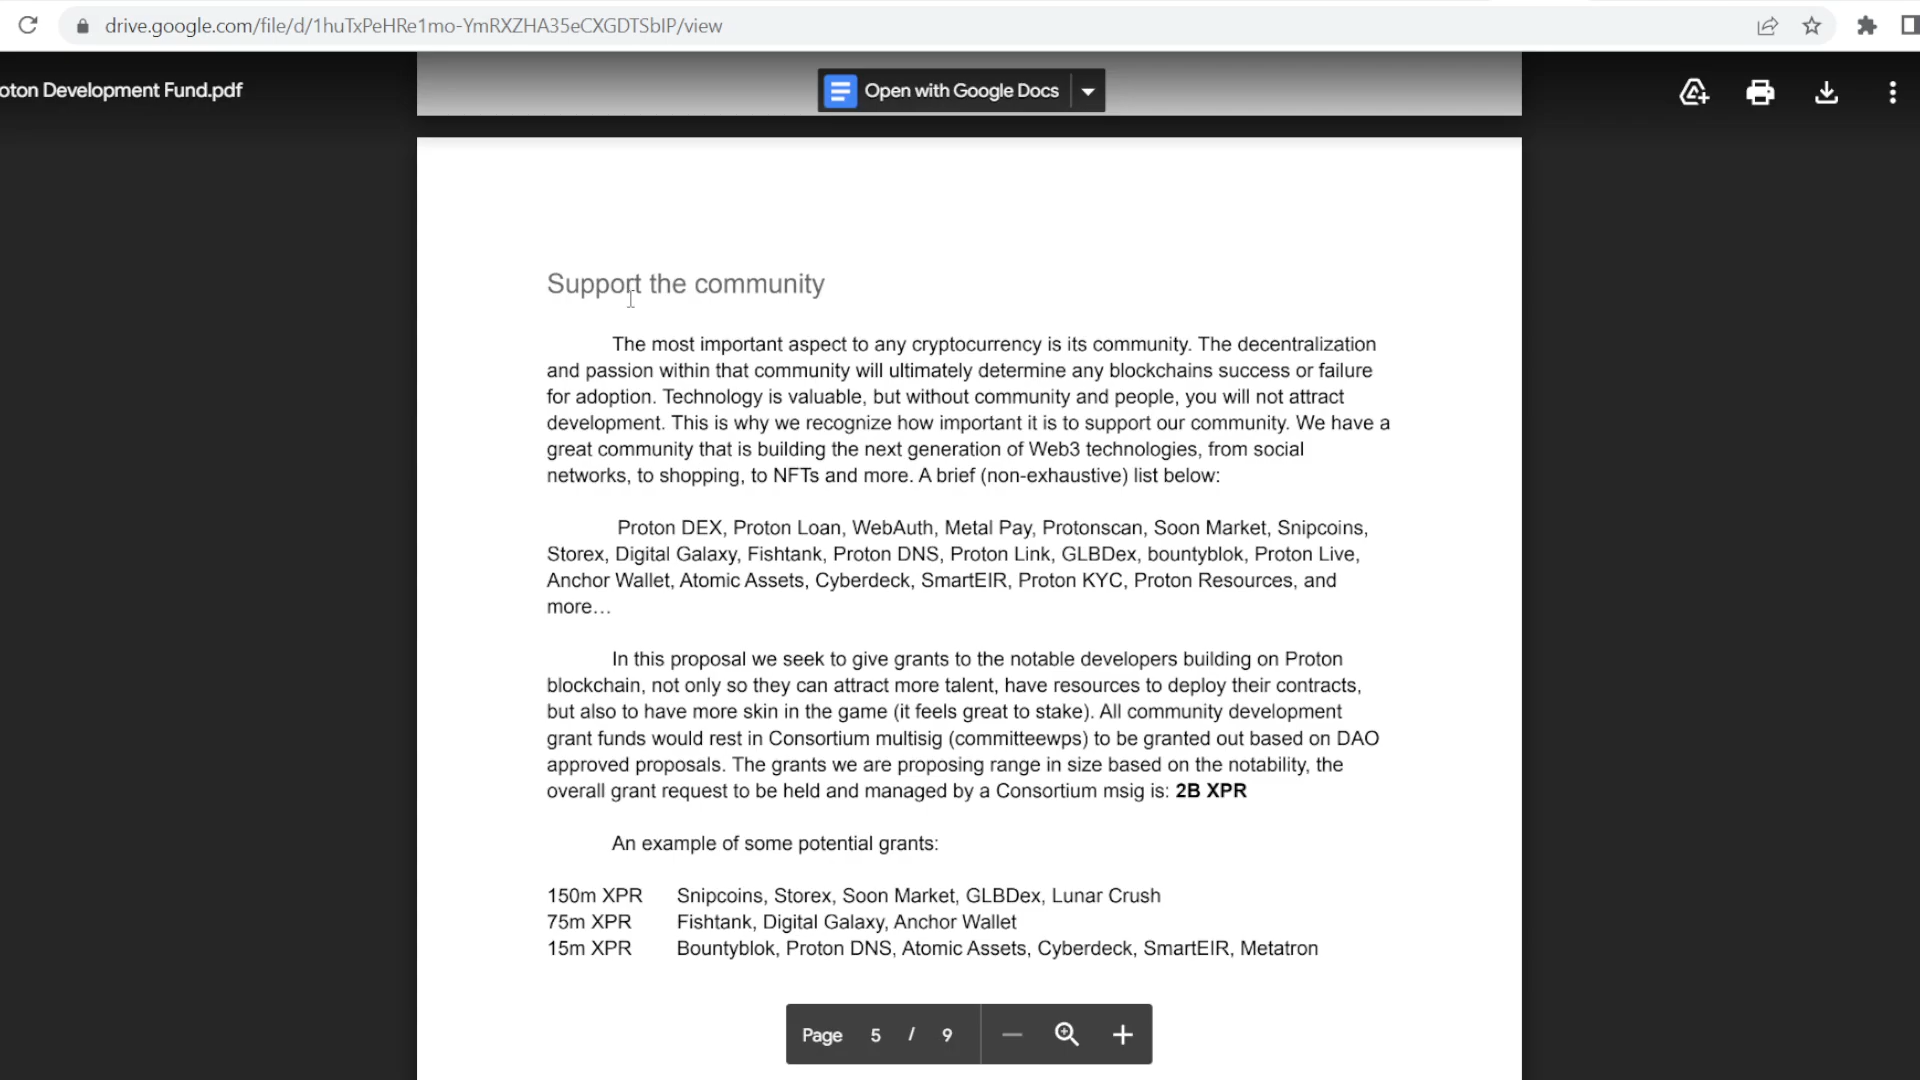 drive.google.com/file/d/1huTxPeHRe1mo-YmRXZHA35eCXGDTSbIP/view
oton Development Fund.pdf
Open with Google Docs
Support the community
The most important aspect to any cryptocurrency is its community. The decentralization
and passion within that community will ultimately determine any blockchains success or failure
for adoption. Technology is valuable, but without community and people, you will not attract
development. This is why we recognize how important it is to support our community. We have a
great community that is building the next generation of Web3 technologies, from social
networks, to shopping, to NFTs and more. A brief (non-exhaustive) list below:
Proton DEX, Proton Loan, WebAuth, Metal Pay, Protonscan, Soon Market, Snipcoins,
Storex, Digital Galaxy, Fishtank, Proton DNS, Proton Link, GLBDex, bountyblok, Proton Live,
Anchor Wallet, Atomic Assets, Cyberdeck, SmartEIR, Proton KYC, Proton Resources, and
more…
In this proposal we seek to give grants to the notable developers building on Proton
blockchain, not only so they can attract more talent, have resources to deploy their contracts,
but also to have more skin in the game (it feels great to stake). All community development
grant funds would rest in Consortium multisig (committeewps) to be granted out based on DAO
approved proposals. The grants we are proposing range in size based on the notability, the
overall grant request to be held and managed by a Consortium msig is: 2B XPR
An example of some potential grants:
150m XPR Snipcoins, Storex, Soon Market, GLBDex, Lunar Crush
75m XPR Fishtank, Digital Galaxy, Anchor Wallet
15m XPR Bountyblok, Proton DNS, Atomic Assets, Cyberdeck, SmartEIR, Metatron
Page 5 / 9